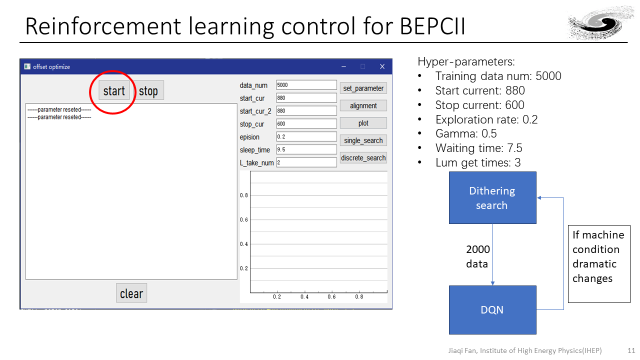 Reinforcement learning control for BEPCII
offset optimize
start stop
-----parameter reseted-----
-----parameter reseted-----
clear
data_num 5000 set_parameter
start_cur 880
start_cur_2 880 alignment
stop_cur 600 plot
epision 0.2 single_search
sleep_time 9.5
L_take_num 2 discrete_search
0.8
0.6
0.4
0.2
0.2 0.4 0.6 0.8
Hyper-parameters:
• Training data num: 5000
• Start current: 880
• Stop current: 600
• Exploration rate: 0.2
• Gamma: 0.5
• Waiting time: 7.5
• Lum get times: 3
Dithering
search
2000
data
DQN
If machine
condition
dramatic
changes
Jiaqi Fan, Institute of High Energy Physics(IHEP) 11